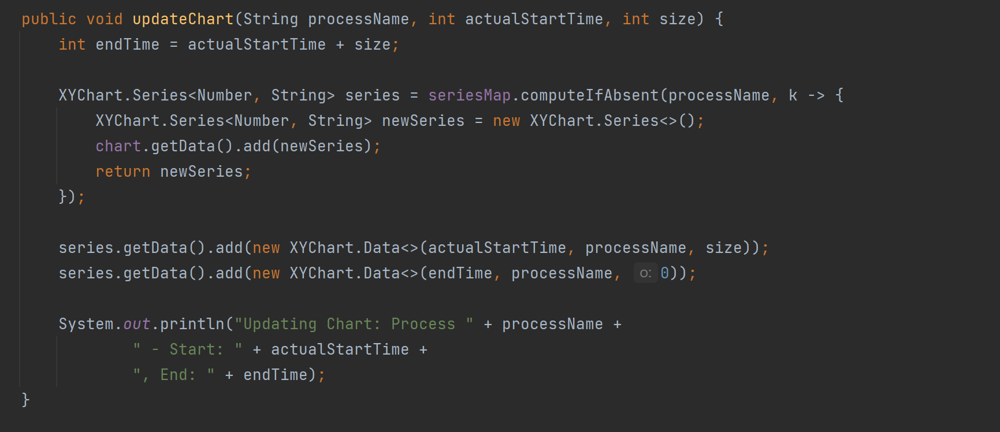 public void updateChart(String processName, int actualStartTime, int size) {
    int endTime = actualStartTime + size;

    XYChart.Series<Number, String> series = seriesMap.computeIfAbsent(processName, k -> {
        XYChart.Series<Number, String> newSeries = new XYChart.Series<>();
        chart.getData().add(newSeries);
        return newSeries;
    });

    series.getData().add(new XYChart.Data<>(actualStartTime, processName, size));
    series.getData().add(new XYChart.Data<>(endTime, processName, o: 0));

    System.out.println("Updating Chart: Process " + processName +
            " - Start: " + actualStartTime +
            ", End: " + endTime);
}